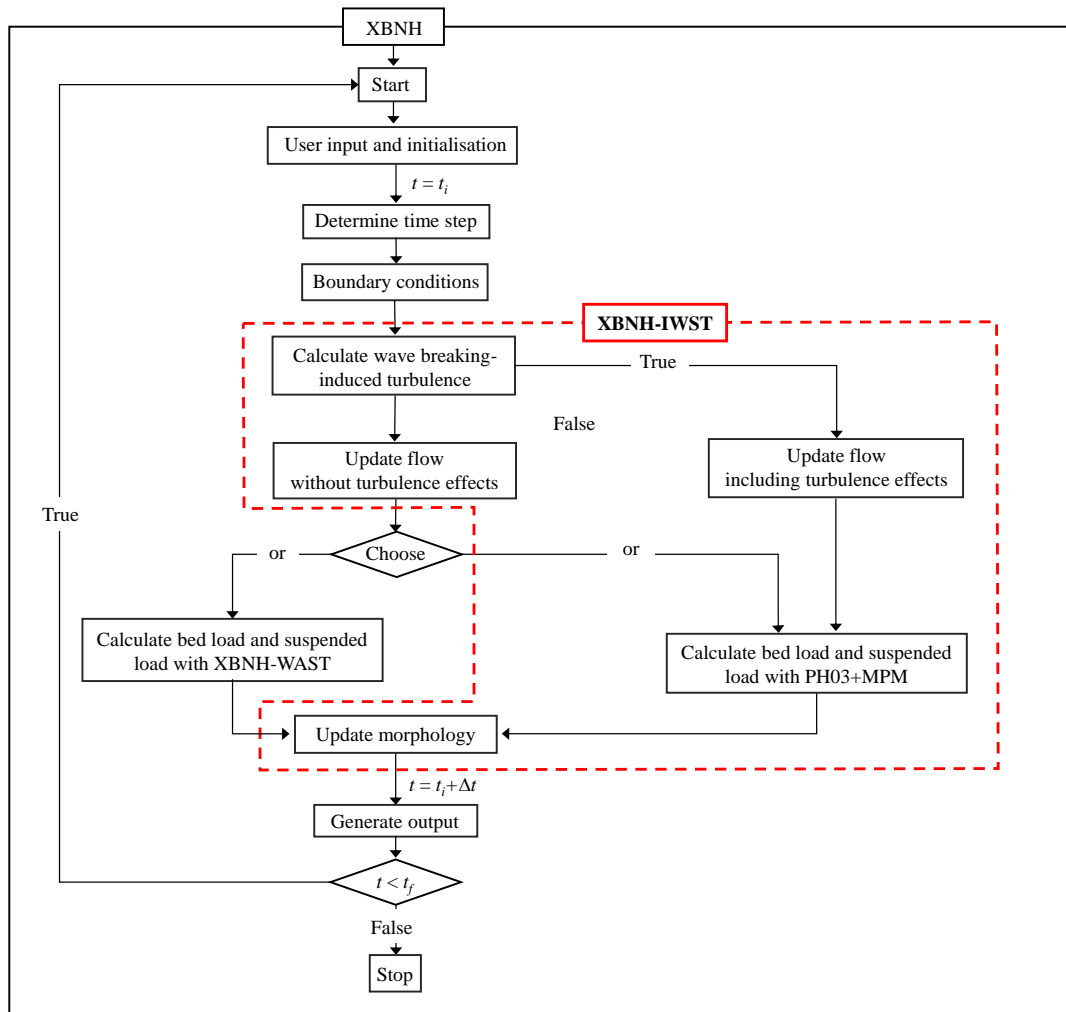 XBNH
Start
User input and initialisation
t = t_i
Determine time step
Boundary conditions
XBNH-IWST
Calculate wave breaking-
induced turbulence
True
False
Update flow
without turbulence effects
Update flow
including turbulence effects
True
or
Choose
or
Calculate bed load and suspended
load with XBNH-WAST
Calculate bed load and suspended
load with PH03+MPM
Update morphology
t = t_i+Δt
Generate output
t < t_f
False
Stop